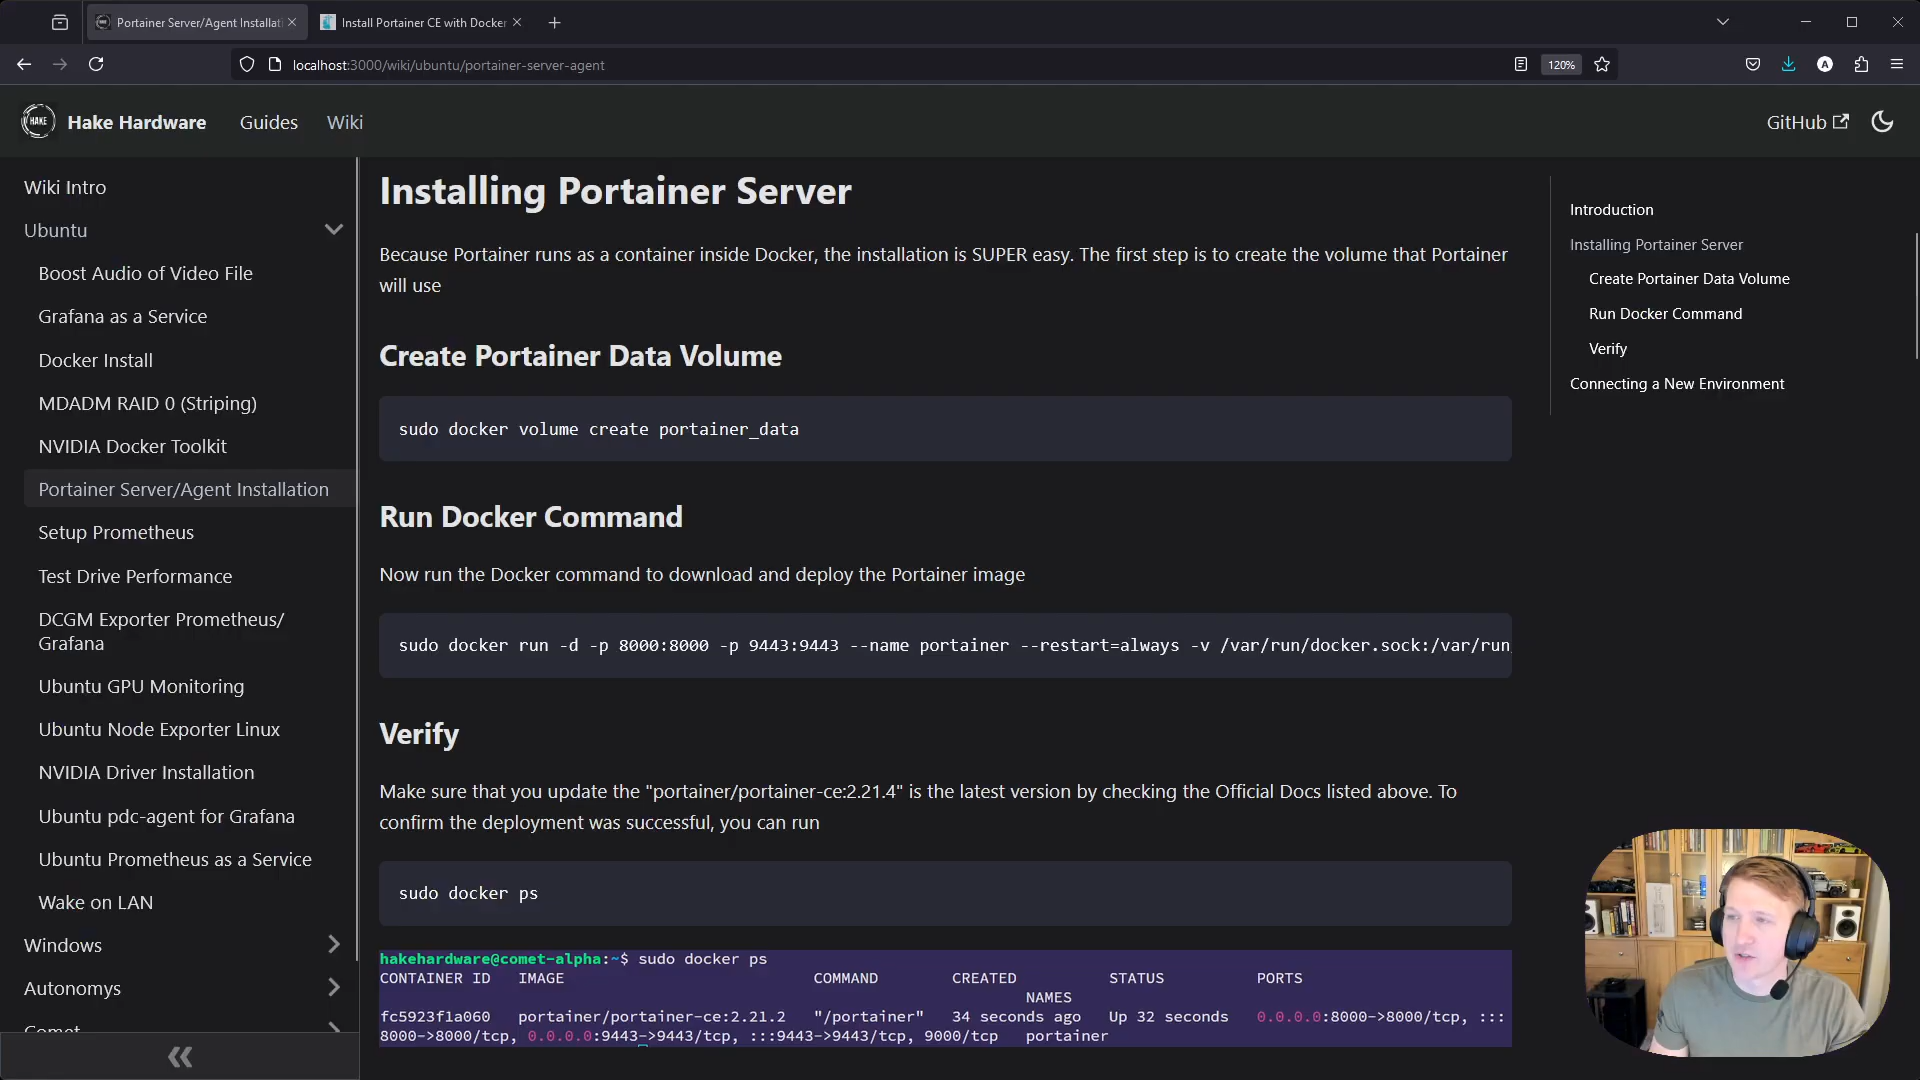 Portainer Server/Agent Installati
Install Portainer CE with Docker
localhost:3000/wiki/ubuntu/portainer-server-agent
120%
A
HAKE
Hake Hardware
Guides
Wiki
GitHub
Wiki Intro
Ubuntu
Boost Audio of Video File
Grafana as a Service
Docker Install
MDADM RAID 0 (Striping)
NVIDIA Docker Toolkit
Portainer Server/Agent Installation
Setup Prometheus
Test Drive Performance
DCGM Exporter Prometheus/
Grafana
Ubuntu GPU Monitoring
Ubuntu Node Exporter Linux
NVIDIA Driver Installation
Ubuntu pdc-agent for Grafana
Ubuntu Prometheus as a Service
Wake on LAN
Windows
Autonomys
Comet
Installing Portainer Server
Because Portainer runs as a container inside Docker, the installation is SUPER easy. The first step is to create the volume that Portainer
will use
Create Portainer Data Volume
sudo docker volume create portainer_data
Run Docker Command
Now run the Docker command to download and deploy the Portainer image
sudo docker run -d -p 8000:8000 -p 9443:9443 --name portainer --restart=always -v /var/run/docker.sock:/var/run
Verify
Make sure that you update the "portainer/portainer-ce:2.21.4" is the latest version by checking the Official Docs listed above. To
confirm the deployment was successful, you can run
sudo docker ps
hakehardware@comet-alpha:~$ sudo docker ps
CONTAINER ID IMAGE COMMAND CREATED STATUS PORTS
NAMES
fc5923f1a060 portainer/portainer-ce:2.21.2 "/portainer" 34 seconds ago Up 32 seconds 0.0.0.0:8000->8000/tcp, :::
8000->8000/tcp, 0.0.0.0:9443->9443/tcp, :::9443->9443/tcp, 9000/tcp portainer
Introduction
Installing Portainer Server
Create Portainer Data Volume
Run Docker Command
Verify
Connecting a New Environment